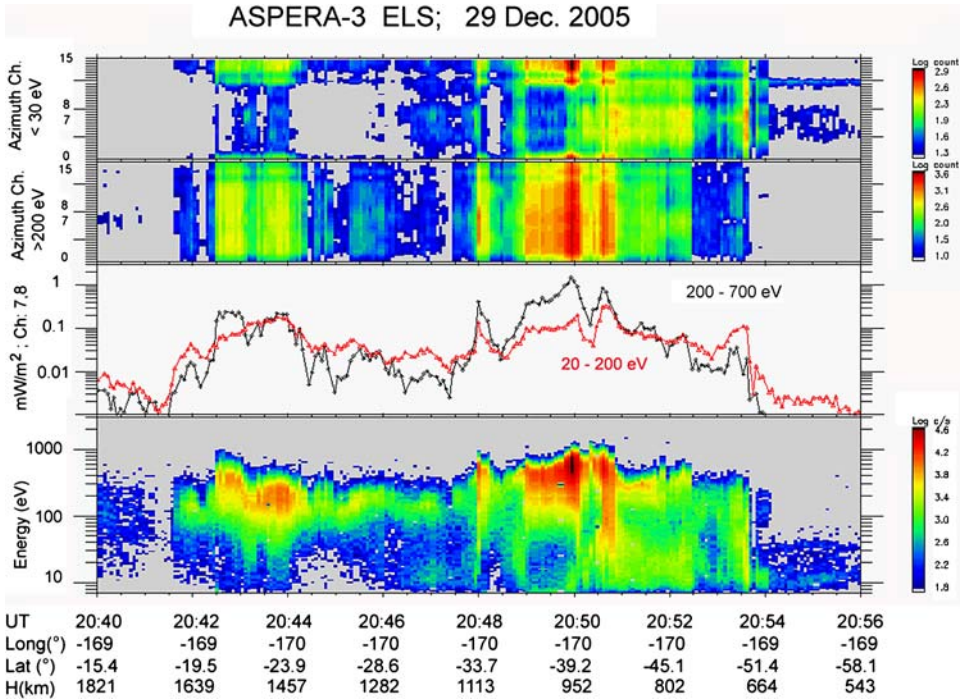 ASPERA-3 ELS; 29 Dec. 2005
Azimuth Ch.
< 30 eV
15
8
7
0
Log count
2.9
2.6
2.3
1.9
1.6
1.3
Azimuth Ch.
>200 eV
15
8
7
0
Log count
3.6
3.1
2.6
2.0
1.5
1.0
mW/m2 ; Ch: 7,8
1
0.1
0.01
200 - 700 eV
20 - 200 eV
Energy (eV)
1000
100
10
Log c/s
4.6
4.2
3.6
3.0
2.4
1.8
UT 20:40 20:42 20:44 20:46 20:48 20:50 20:52 20:54 20:56
Long(°) -169 -169 -170 -170 -170 -170 -170 -169 -169
Lat (°) -15.4 -19.5 -23.9 -28.6 -33.7 -39.2 -45.1 -51.4 -58.1
H(km) 1821 1639 1457 1282 1113 952 802 664 543